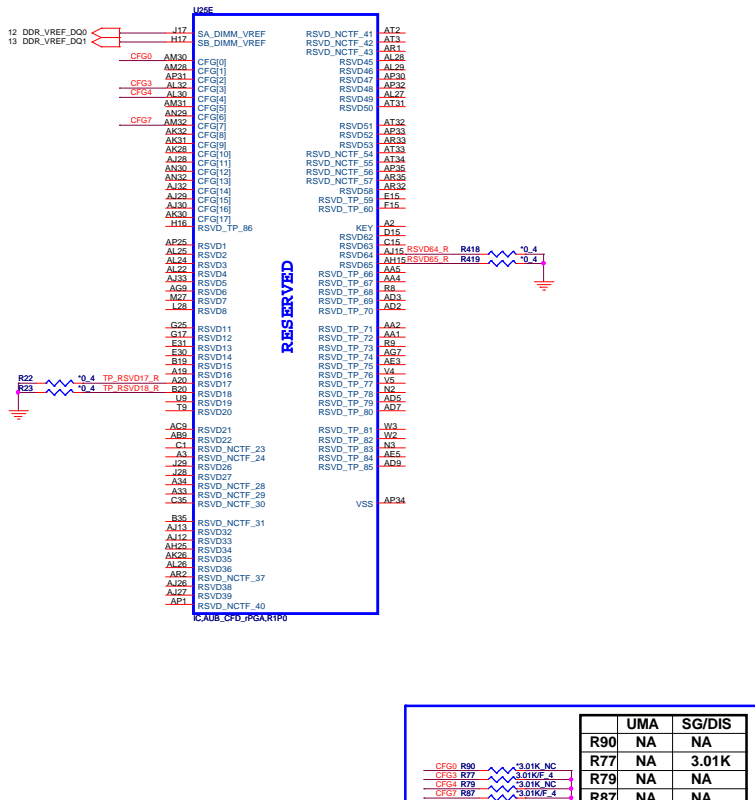 U25E
12 DDR_VREF_DQ0
13 DDR_VREF_DQ1
J17 SA_DIMM_VREF
H17 SB_DIMM_VREF
CFG0 AM30 CFG[0]
AM28 CFG[1]
AP31 CFG[2]
CFG3 AL32 CFG[3]
CFG4 AL30 CFG[4]
AM31 CFG[5]
AN29 CFG[6]
CFG7 AM32 CFG[7]
AK32 CFG[8]
AK31 CFG[9]
AK28 CFG[10]
AJ28 CFG[11]
AN30 CFG[12]
AN32 CFG[13]
AJ32 CFG[14]
AJ29 CFG[15]
AJ30 CFG[16]
AK30 CFG[17]
H16 RSVD_TP_86
AP25 RSVD1
AL25 RSVD2
AL24 RSVD3
AL22 RSVD4
AJ33 RSVD5
AG9 RSVD6
M27 RSVD7
L28 RSVD8
G25 RSVD11
G17 RSVD12
E31 RSVD13
E30 RSVD14
B19 RSVD15
A19 RSVD16
R22 *0_4 TP_RSVD17_R A20 RSVD17
R23 *0_4 TP_RSVD18_R B20 RSVD18
U9 RSVD19
T9 RSVD20
AC9 RSVD21
AB9 RSVD22
C1 RSVD_NCTF_23
A3 RSVD_NCTF_24
J29 RSVD26
J28 RSVD27
A34 RSVD_NCTF_28
A33 RSVD_NCTF_29
C35 RSVD_NCTF_30
B35 RSVD_NCTF_31
AJ13 RSVD32
AJ12 RSVD33
AH25 RSVD34
AK26 RSVD35
AL26 RSVD36
AR2 RSVD_NCTF_37
AJ26 RSVD38
AJ27 RSVD39
AP1 RSVD_NCTF_40
IC,AUB_CFD_rPGA,R1P0
RESERVED
RSVD_NCTF_41 AT2
RSVD_NCTF_42 AT3
RSVD_NCTF_43 AR1
RSVD45 AL28
RSVD46 AL29
RSVD47 AP30
RSVD48 AP32
RSVD49 AL27
RSVD50 AT31
RSVD51 AT32
RSVD52 AP33
RSVD53 AR33
RSVD_NCTF_54 AT33
RSVD_NCTF_55 AT34
RSVD_NCTF_56 AP35
RSVD_NCTF_57 AR35
RSVD58 AR32
RSVD_TP_59 E15
RSVD_TP_60 F15
KEY A2
RSVD62 D15
RSVD63 C15
RSVD64 AJ15 RSVD64_R R418 *0_4
RSVD65 AH15 RSVD65_R R419 *0_4
RSVD_TP_66 AA5
RSVD_TP_67 AA4
RSVD_TP_68 R8
RSVD_TP_69 AD3
RSVD_TP_70 AD2
RSVD_TP_71 AA2
RSVD_TP_72 AA1
RSVD_TP_73 R9
RSVD_TP_74 AG7
RSVD_TP_75 AE3
RSVD_TP_76 V4
RSVD_TP_77 V5
RSVD_TP_78 N2
RSVD_TP_79 AD5
RSVD_TP_80 AD7
RSVD_TP_81 W3
RSVD_TP_82 W2
RSVD_TP_83 N3
RSVD_TP_84 AE5
RSVD_TP_85 AD9
VSS AP34
CFG0 R90 *3.01K_NC
CFG3 R77 3.01K/F_4
CFG4 R79 *3.01K_NC
CFG7 R87 *3.01K/F_4
UMA SG/DIS
R90 NA NA
R77 NA 3.01K
R79 NA NA
R87 NA NA